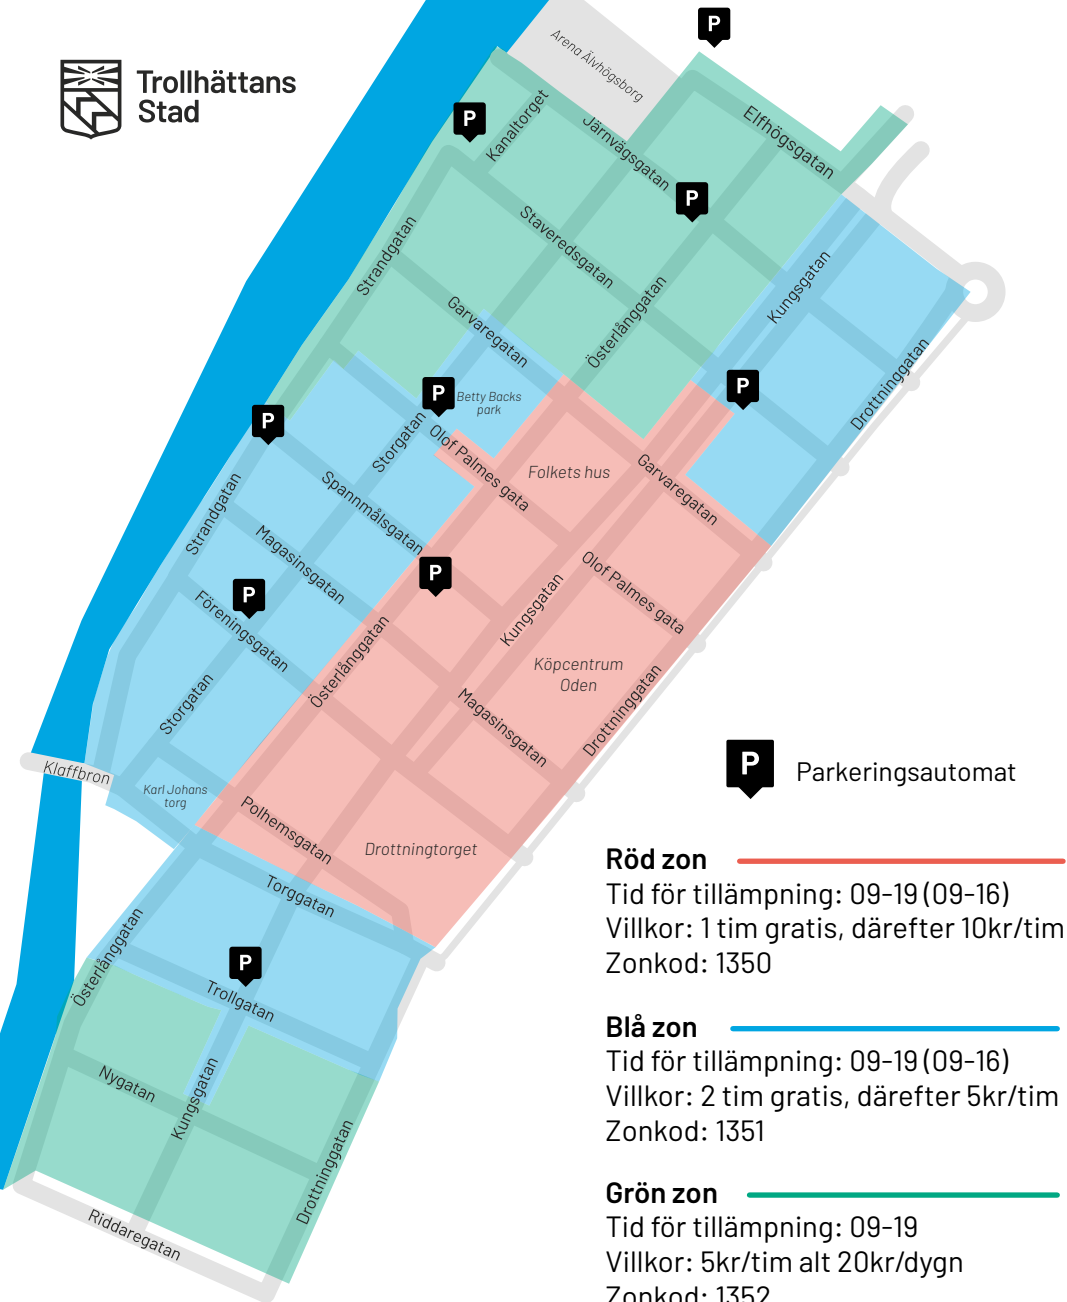 Trollhättans
Stad
P
Arena Älvhögsborg
P
Kanaltorget
Järnvägsgatan
Elfhögsgatan
P
Strandgatan
Staveredsgatan
Kungsgatan
Garvaregatan
Österlånggatan
Drottninggatan
P
P
Betty Backs
park
P
Storgatan
Olof Palmes gata
Folkets hus
Garvaregatan
Strandgatan
Spannmålsgatan
Magasinsgatan
P
P
Föreningsgatan
Österlånggatan
Kungsgatan
Olof Palmes gata
Köpcentrum
Oden
Storgatan
Magasinsgatan
Drottninggatan
Klaffbron
Karl Johans
torg
Polhemsgatan
Drottningtorget
Torggatan
Österlånggatan
P
Trollgatan
Nygatan
Kungsgatan
Drottninggatan
Riddaregatan
P
Parkeringsautomat
Röd zon
Tid för tillämpning: 09-19 (09-16)
Villkor: 1 tim gratis, därefter 10kr/tim
Zonkod: 1350
Blå zon
Tid för tillämpning: 09-19 (09-16)
Villkor: 2 tim gratis, därefter 5kr/tim
Zonkod: 1351
Grön zon
Tid för tillämpning: 09-19
Villkor: 5kr/tim alt 20kr/dygn
Zonkod: 1352